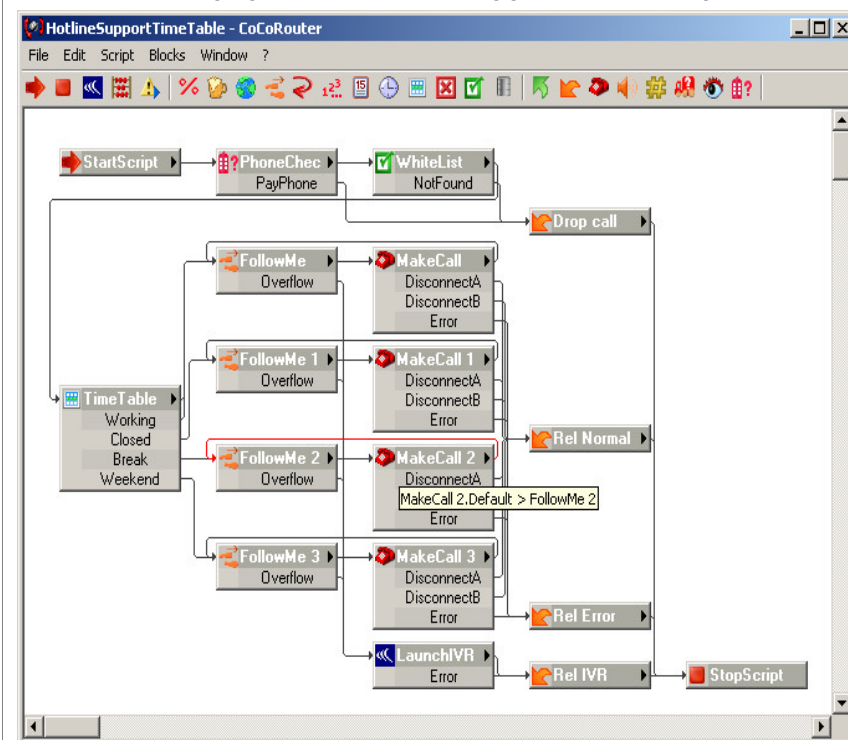 HotlineSupportTimeTable - CoCoRouter
File Edit Script Blocks Window ?
StartScript
PhoneChec
PayPhone
WhiteList
NotFound
Drop call
FollowMe
Overflow
MakeCall
DisconnectA
DisconnectB
Error
FollowMe 1
Overflow
MakeCall 1
DisconnectA
DisconnectB
Error
TimeTable
Working
Closed
Break
Weekend
Rel Normal
FollowMe 2
Overflow
MakeCall 2
DisconnectA
MakeCall 2.Default > FollowMe 2
Error
FollowMe 3
Overflow
MakeCall 3
DisconnectA
DisconnectB
Error
Rel Error
LaunchIVR
Error
Rel IVR
StopScript